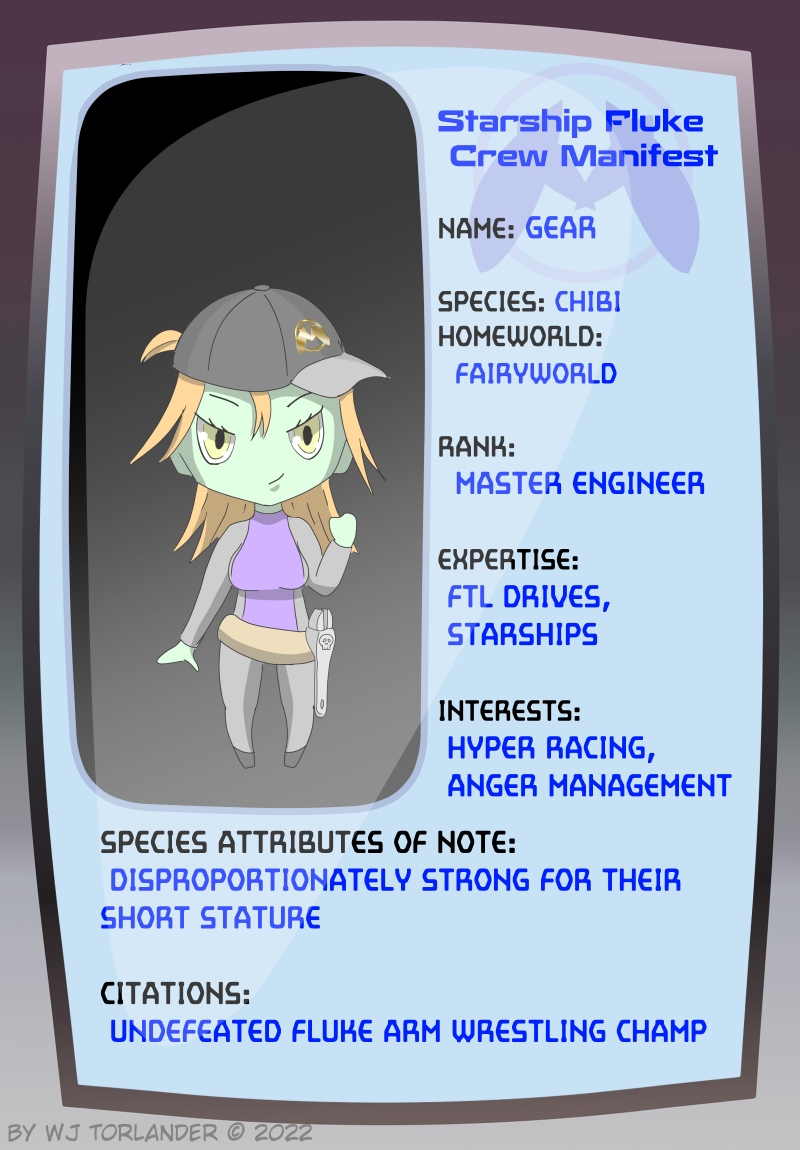 Starship Fluke
Crew Manifest
NAME: GEAR
SPECIES: CHIBI
HOMEWORLD:
FAIRYWORLD
RANK:
MASTER ENGINEER
EXPERTISE:
FTL DRIVES,
STARSHIPS
INTERESTS:
HYPER RACING,
ANGER MANAGEMENT
SPECIES ATTRIBUTES OF NOTE:
DISPROPORTIONATELY STRONG FOR THEIR
SHORT STATURE
CITATIONS:
UNDEFEATED FLUKE ARM WRESTLING CHAMP
BY WJ TORLANDER © 2022